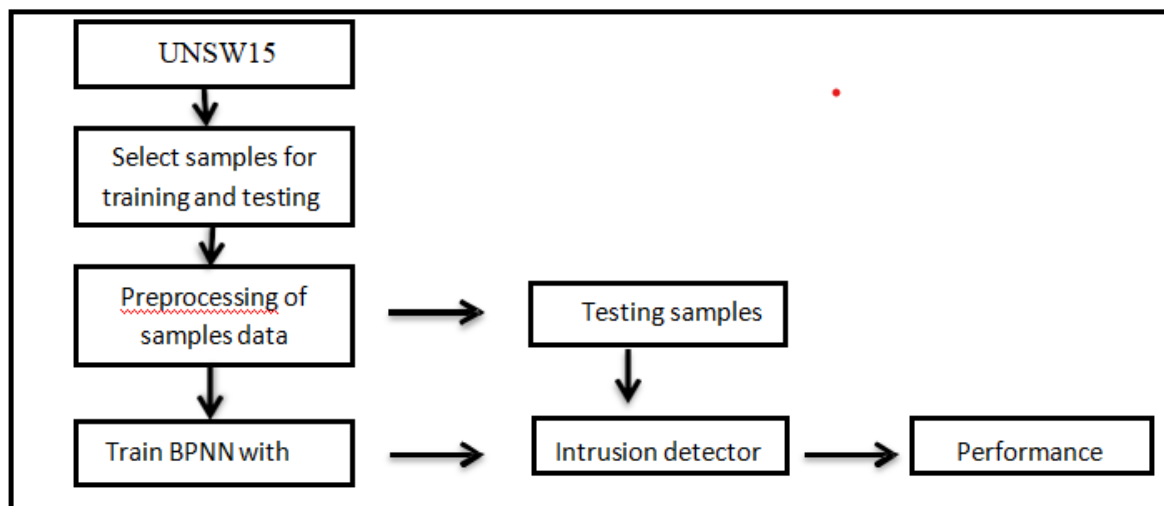 UNSW15
Select samples for
training and testing
Preprocessing of
samples data
Testing samples
Train BPNN with
Intrusion detector
Performance